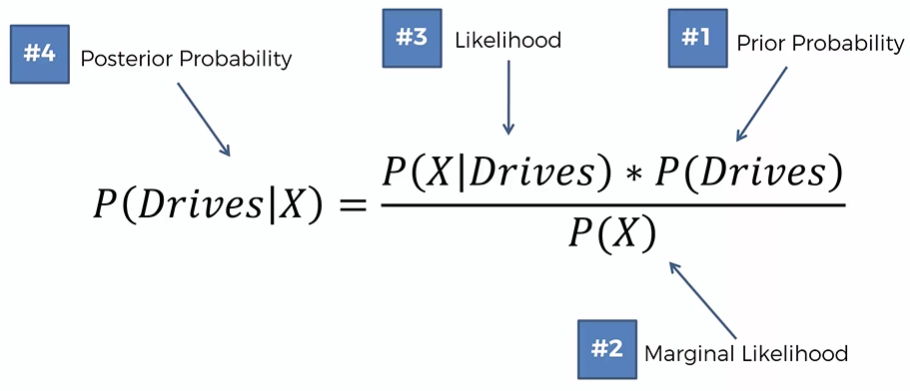 #4 Posterior Probability
#3 Likelihood
#1 Prior Probability
P(Drives|X) = P(X|Drives) * P(Drives)
P(X)
#2 Marginal Likelihood